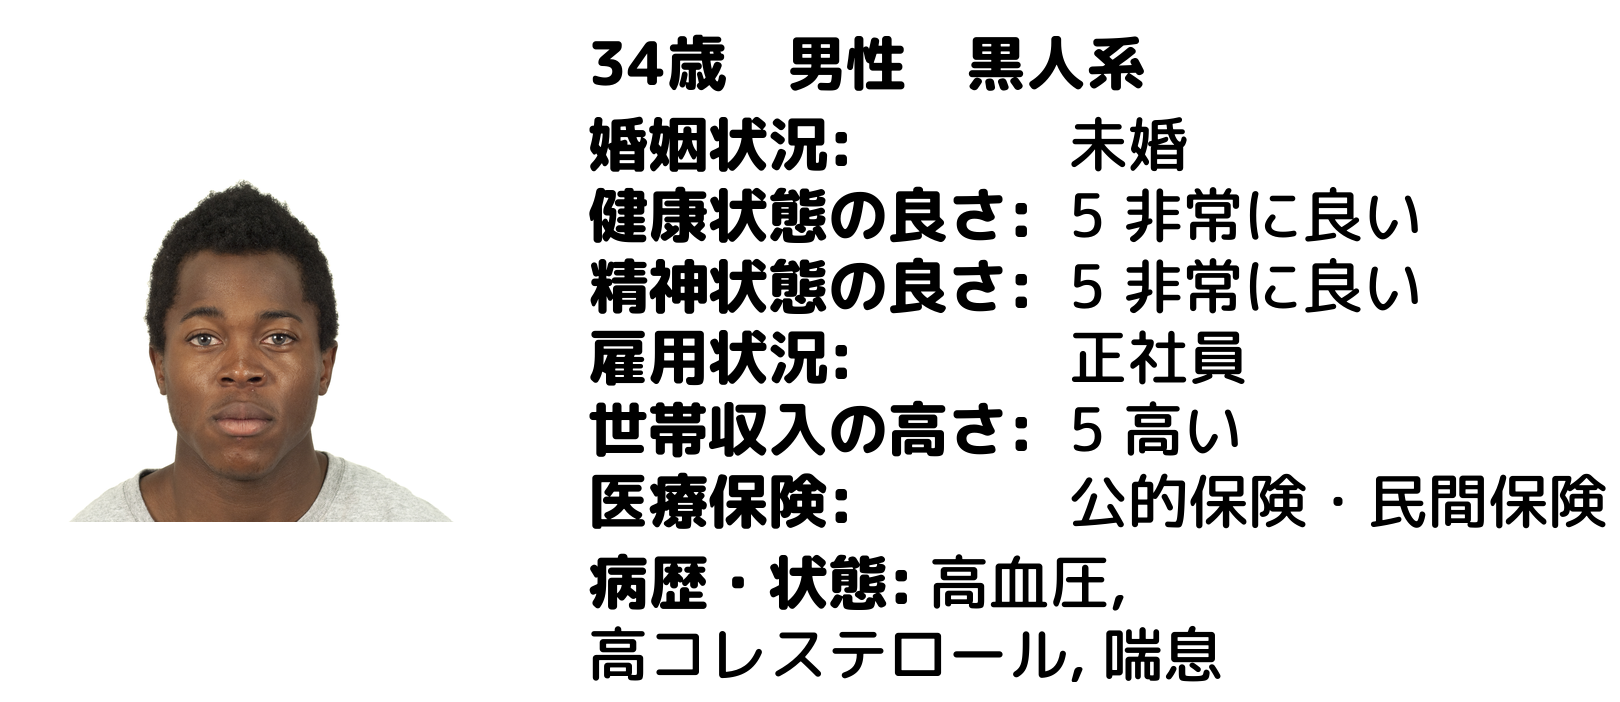 34歳　男性　黒人系
婚姻状況: 未婚
健康状態の良さ: 5 非常に良い
精神状態の良さ: 5 非常に良い
雇用状況: 正社員
世帯収入の高さ: 5 高い
医療保険: 公的保険・民間保険
病歴・状態: 高血圧,
高コレステロール, 喘息